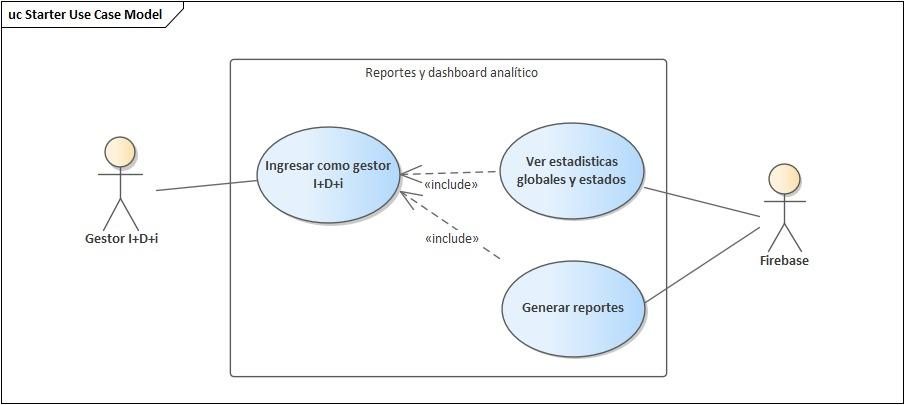 uc Starter Use Case Model
Reportes y dashboard analítico
Ingresar como gestor
I+D+i
«include»
Ver estadisticas
globales y estados
Gestor I+D+i
«include»
Firebase
Generar reportes